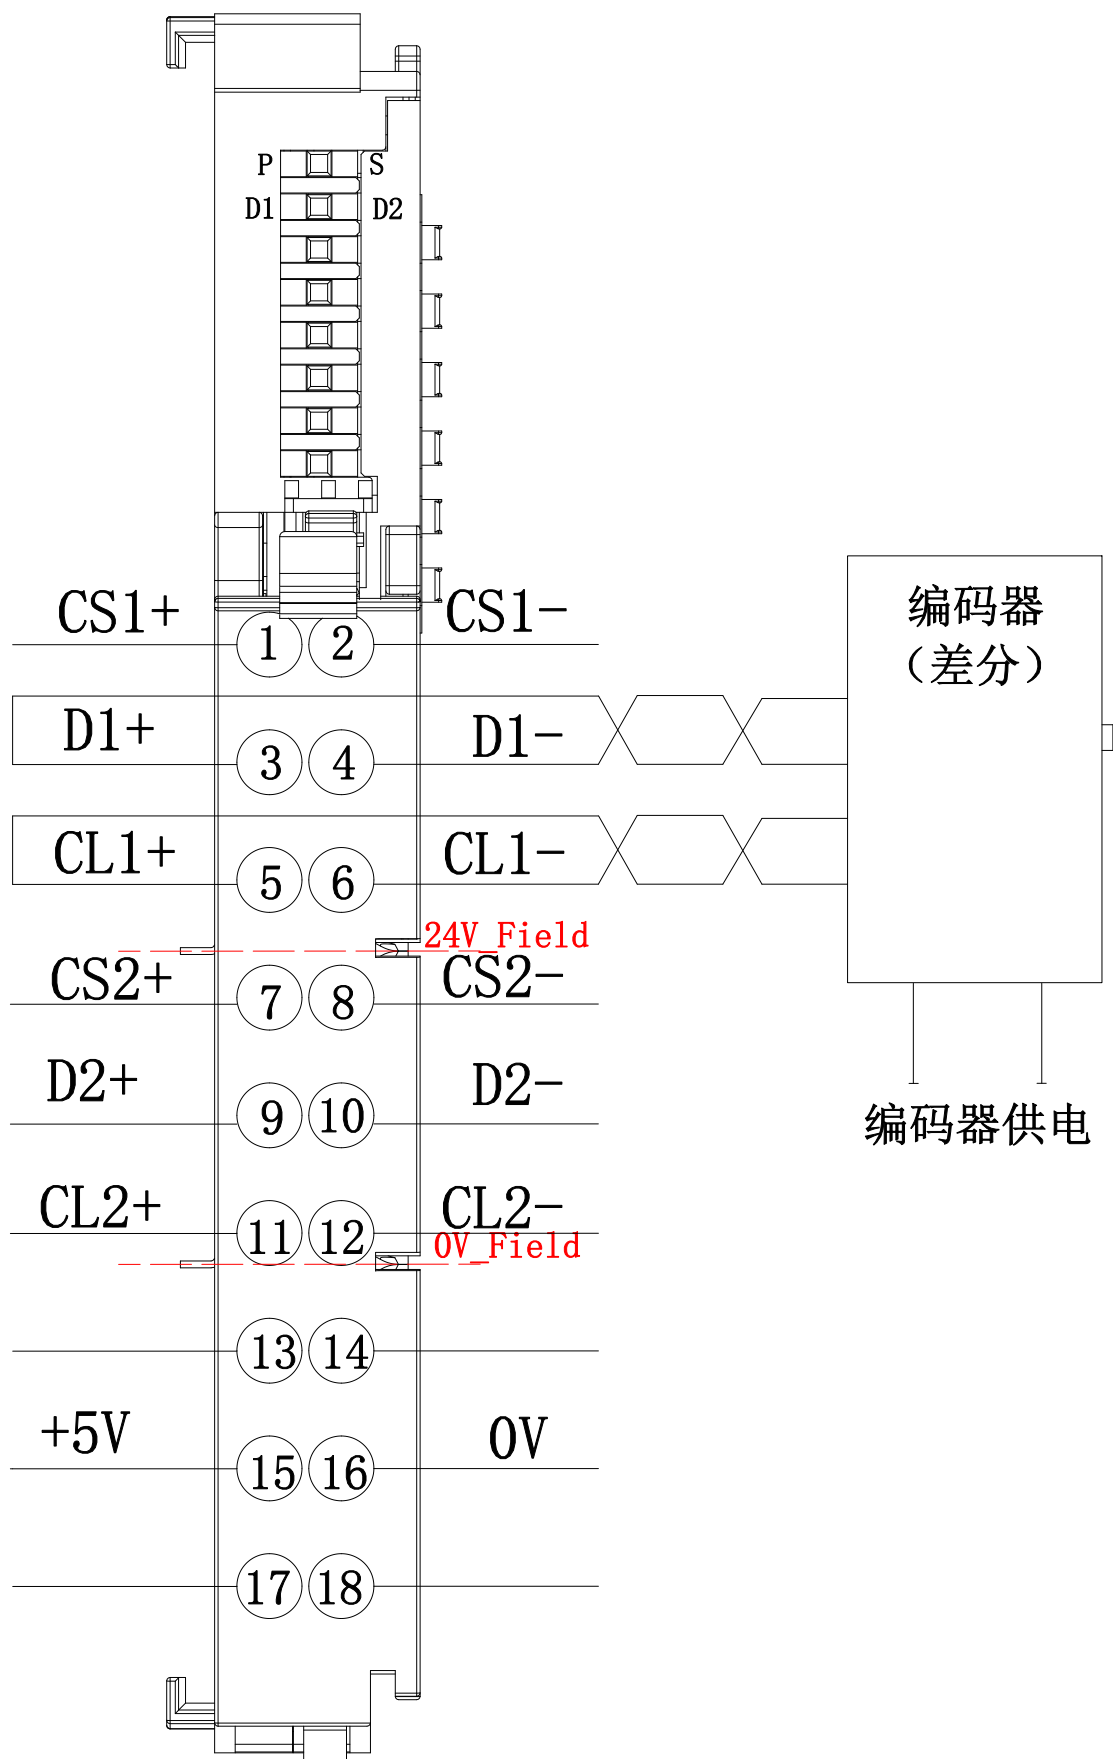 P S
D1 D2
CS1+ CS1-
1 2
编码器
（差分）
D1+ D1-
3 4
CL1+ CL1-
5 6
24V_Field
CS2+ CS2-
7 8
D2+ D2-
9 10
编码器供电
CL2+ CL2-
11 12
0V_Field
13 14
+5V 0V
15 16
17 18